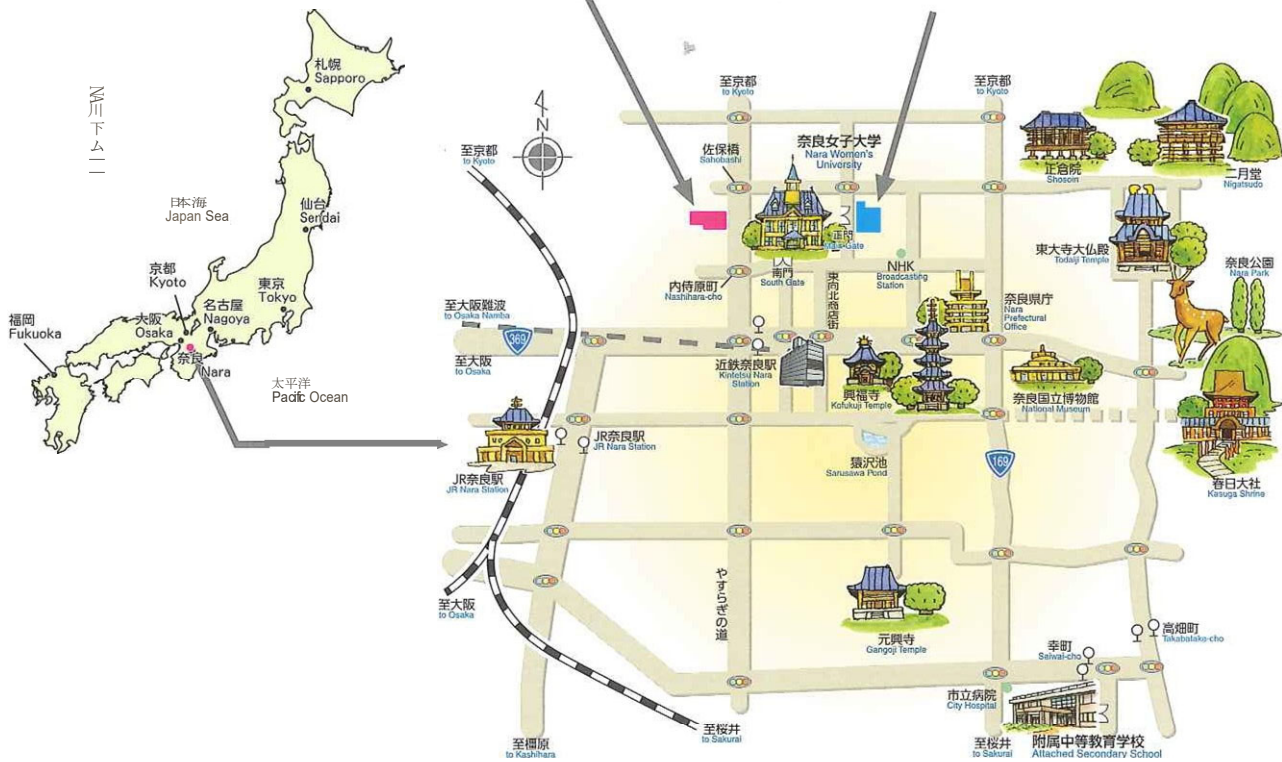 札幌
Sapporo
日本海
Japan Sea
仙台
Sendai
京都
Kyoto
東京
Tokyo
名古屋
Nagoya
大阪
Osaka
福岡
Fukuoka
奈良
Nara
太平洋
Pacific Ocean
N
至京都
to Kyoto
至京都
to Kyoto
至京都
to Kyoto
佐保橋
Sahobashi
奈良女子大学
Nara Women's
University
正倉院
Shosoin
二月堂
Nigatsudo
正門
Main Gate
東大寺大仏殿
Todaiji Temple
奈良公園
Nara Park
南門
South Gate
NHK
Broadcasting
Station
内侍原町
Nashihara-cho
東向北商店街
至大阪難波
to Osaka Namba
奈良県庁
Nara
Prefectural
Office
369
至大阪
to Osaka
近鉄奈良駅
Kintetsu Nara
Station
興福寺
Kofukuji Temple
奈良国立博物館
National Museum
JR奈良駅
JR Nara Station
JR奈良駅
JR Nara Station
猿沢池
Sarusawa Pond
169
春日大社
Kasuga Shrine
やすらぎの道
至大阪
to Osaka
元興寺
Gangoji Temple
高畑町
Takabatake-cho
幸町
Saiwai-cho
市立病院
City Hospital
至橿原
to Kashihara
至桜井
to Sakurai
至桜井
to Sakurai
附属中等教育学校
Attached Secondary School